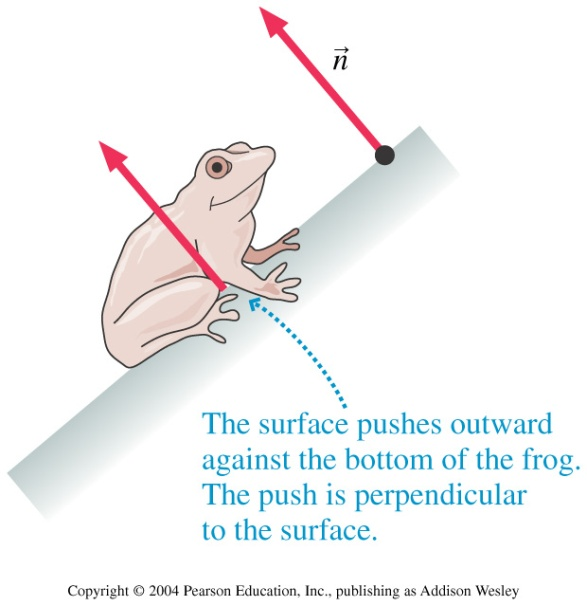 n⃗
The surface pushes outward
against the bottom of the frog.
The push is perpendicular
to the surface.
Copyright © 2004 Pearson Education, Inc., publishing as Addison Wesley